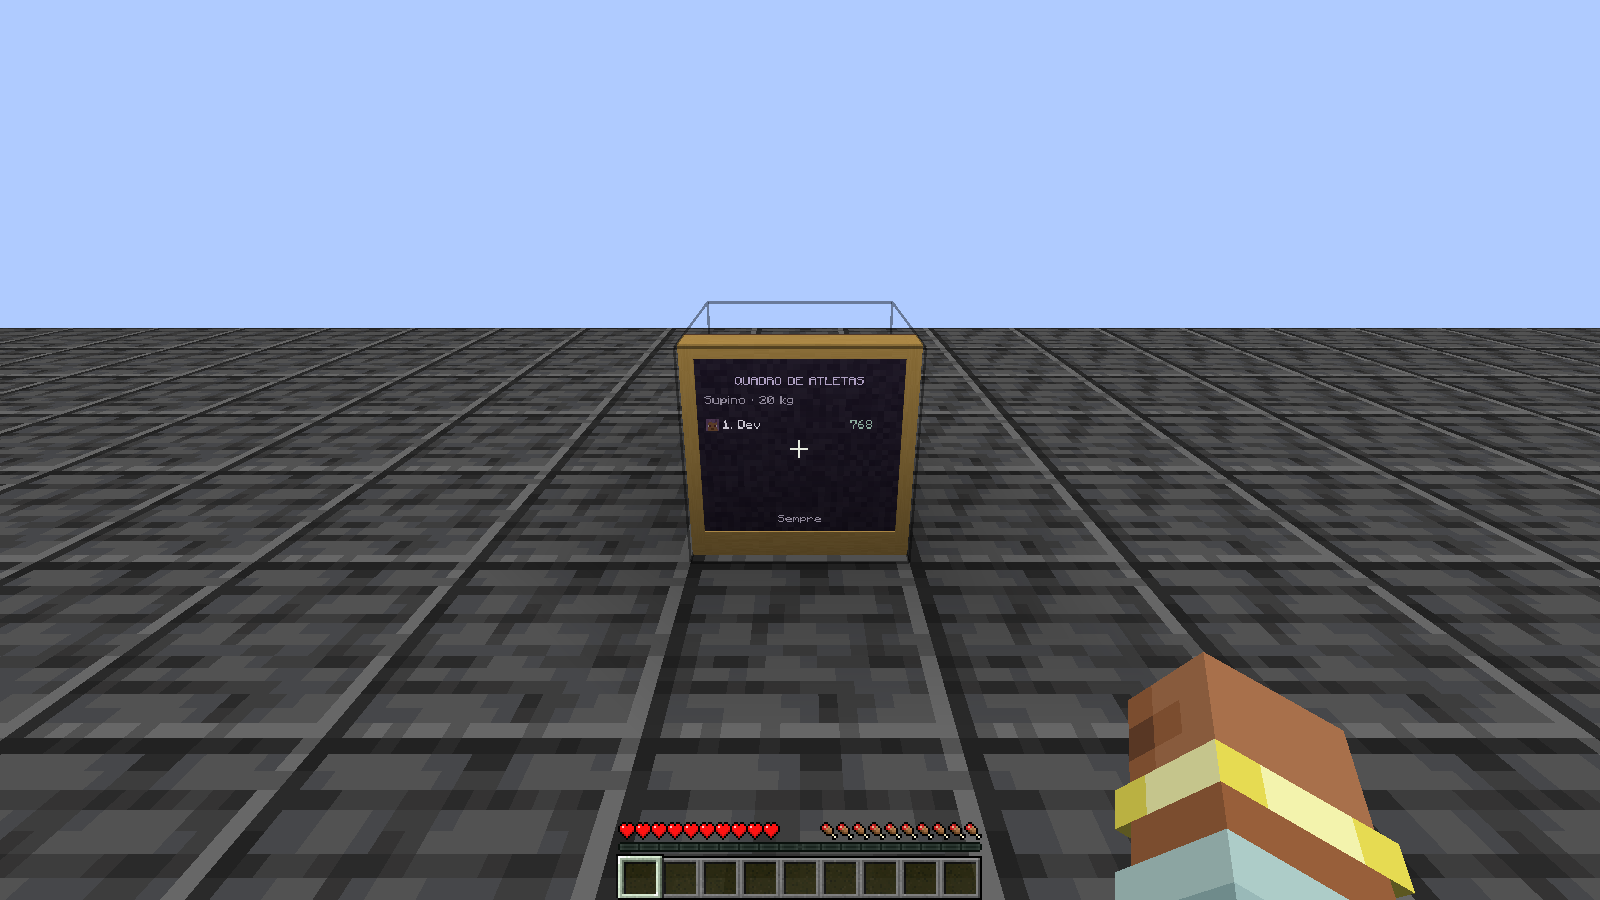 QUADRO DE ATLETAS
Supino · 20 kg
1. Dev 768
Sempre